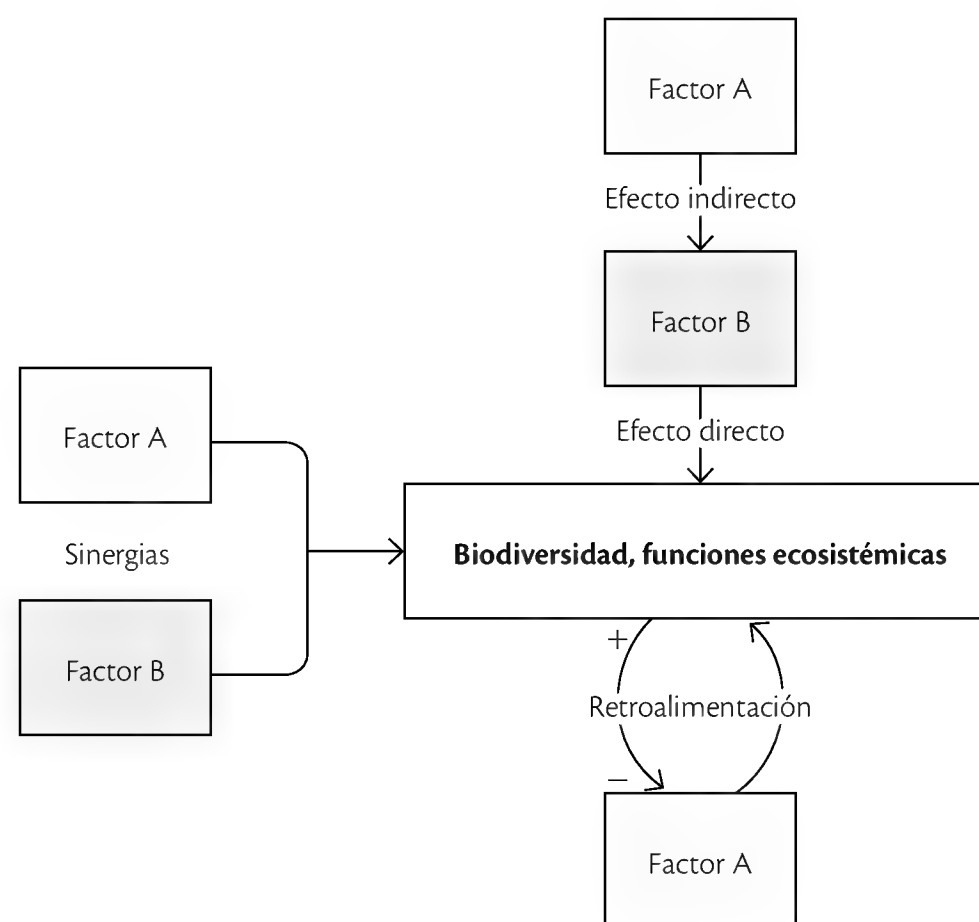 Factor A
Efecto indirecto
Factor B
Efecto directo
Factor A
Sinergias
Factor B
Biodiversidad, funciones ecosistémicas
+
Retroalimentación
−
Factor A